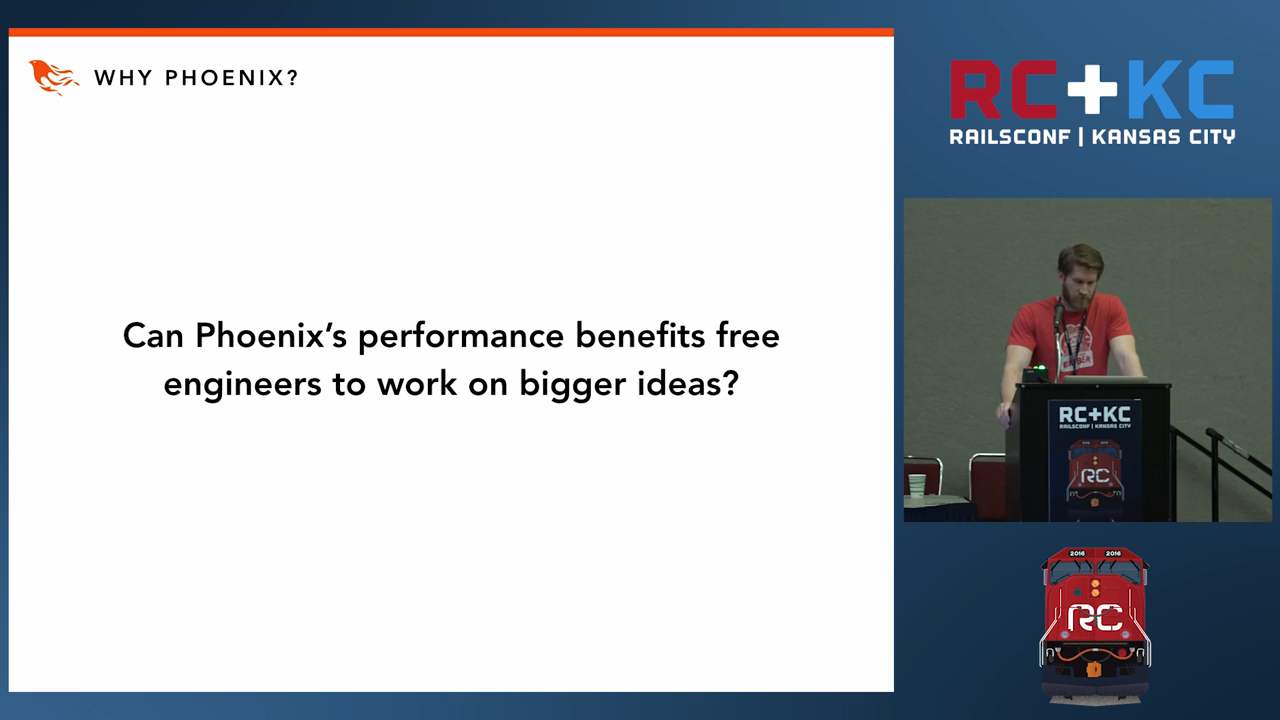 WHY PHOENIX?
Can Phoenix's performance benefits free
engineers to work on bigger ideas?
RC+KC
RAILSCONF | KANSAS CITY
RC+KC
RAILSCONF | KANSAS CITY
RC
2016 2016
RC